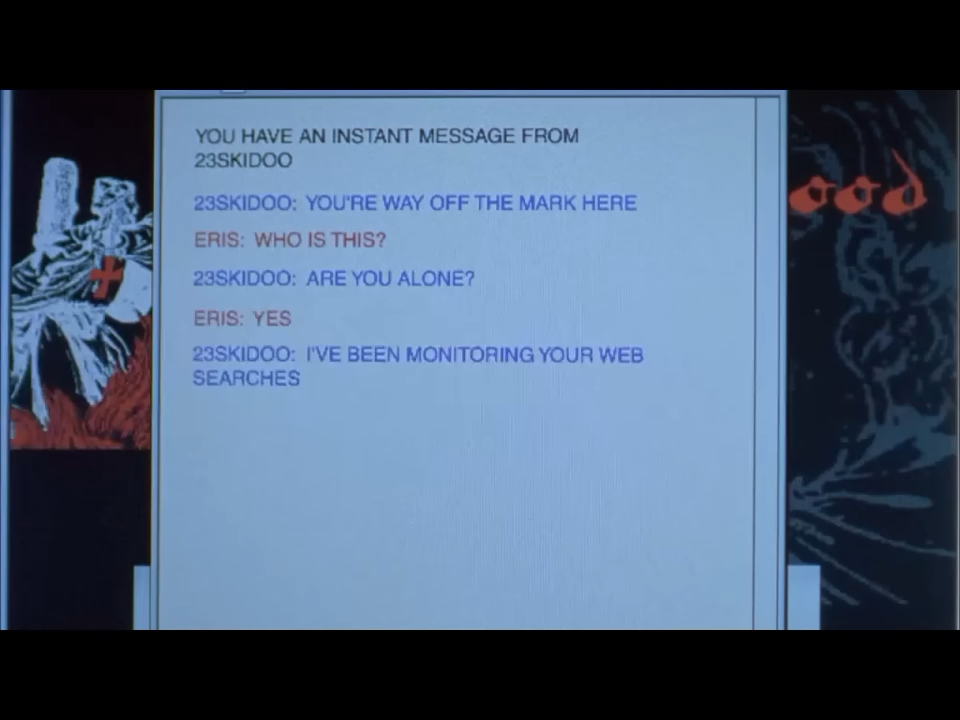 YOU HAVE AN INSTANT MESSAGE FROM
23SKIDOO
23SKIDOO: YOU'RE WAY OFF THE MARK HERE
ERIS: WHO IS THIS?
23SKIDOO: ARE YOU ALONE?
ERIS: YES
23SKIDOO: I'VE BEEN MONITORING YOUR WEB
SEARCHES
ood